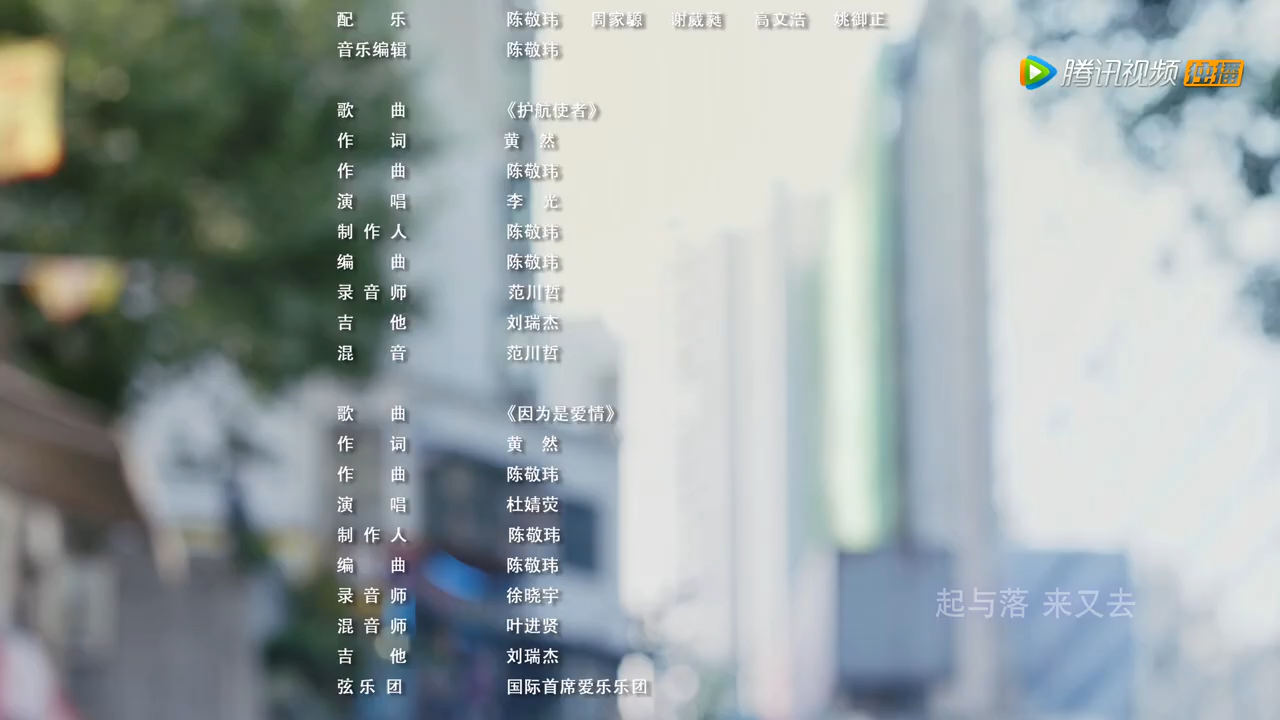 配乐 陈敬玮 周家骢 谢葳蕤 高文浩 姚御正
音乐编辑 陈敬玮
腾讯视频 独播
歌曲 《护航使者》
作词 黄然
作曲 陈敬玮
演唱 李光
制作人 陈敬玮
编曲 陈敬玮
录音师 范川哲
吉他 刘瑞杰
混音 范川哲
歌曲 《因为是爱情》
作词 黄然
作曲 陈敬玮
演唱 杜婧荧
制作人 陈敬玮
编曲 陈敬玮
录音师 徐晓宇
起与落 来又去
混音师 叶进贤
吉他 刘瑞杰
弦乐团 国际首席爱乐乐团